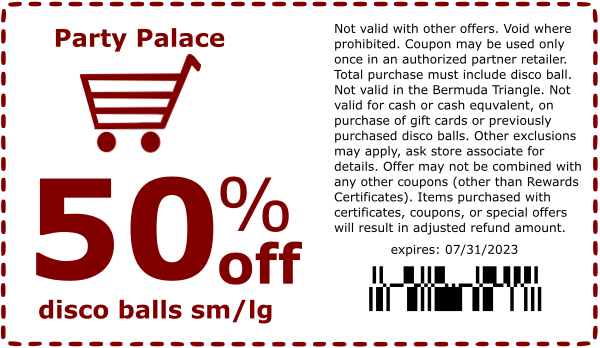 Party Palace
50%
off
disco balls sm/lg
Not valid with other offers. Void where
prohibited. Coupon may be used only
once in an authorized partner retailer.
Total purchase must include disco ball.
Not valid in the Bermuda Triangle. Not
valid for cash or cash equvalent, on
purchase of gift cards or previously
purchased disco balls. Other exclusions
may apply, ask store associate for
details. Offer may not be combined with
any other coupons (other than Rewards
Certificates). Items purchased with
certificates, coupons, or special offers
will result in adjusted refund amount.
expires: 07/31/2023